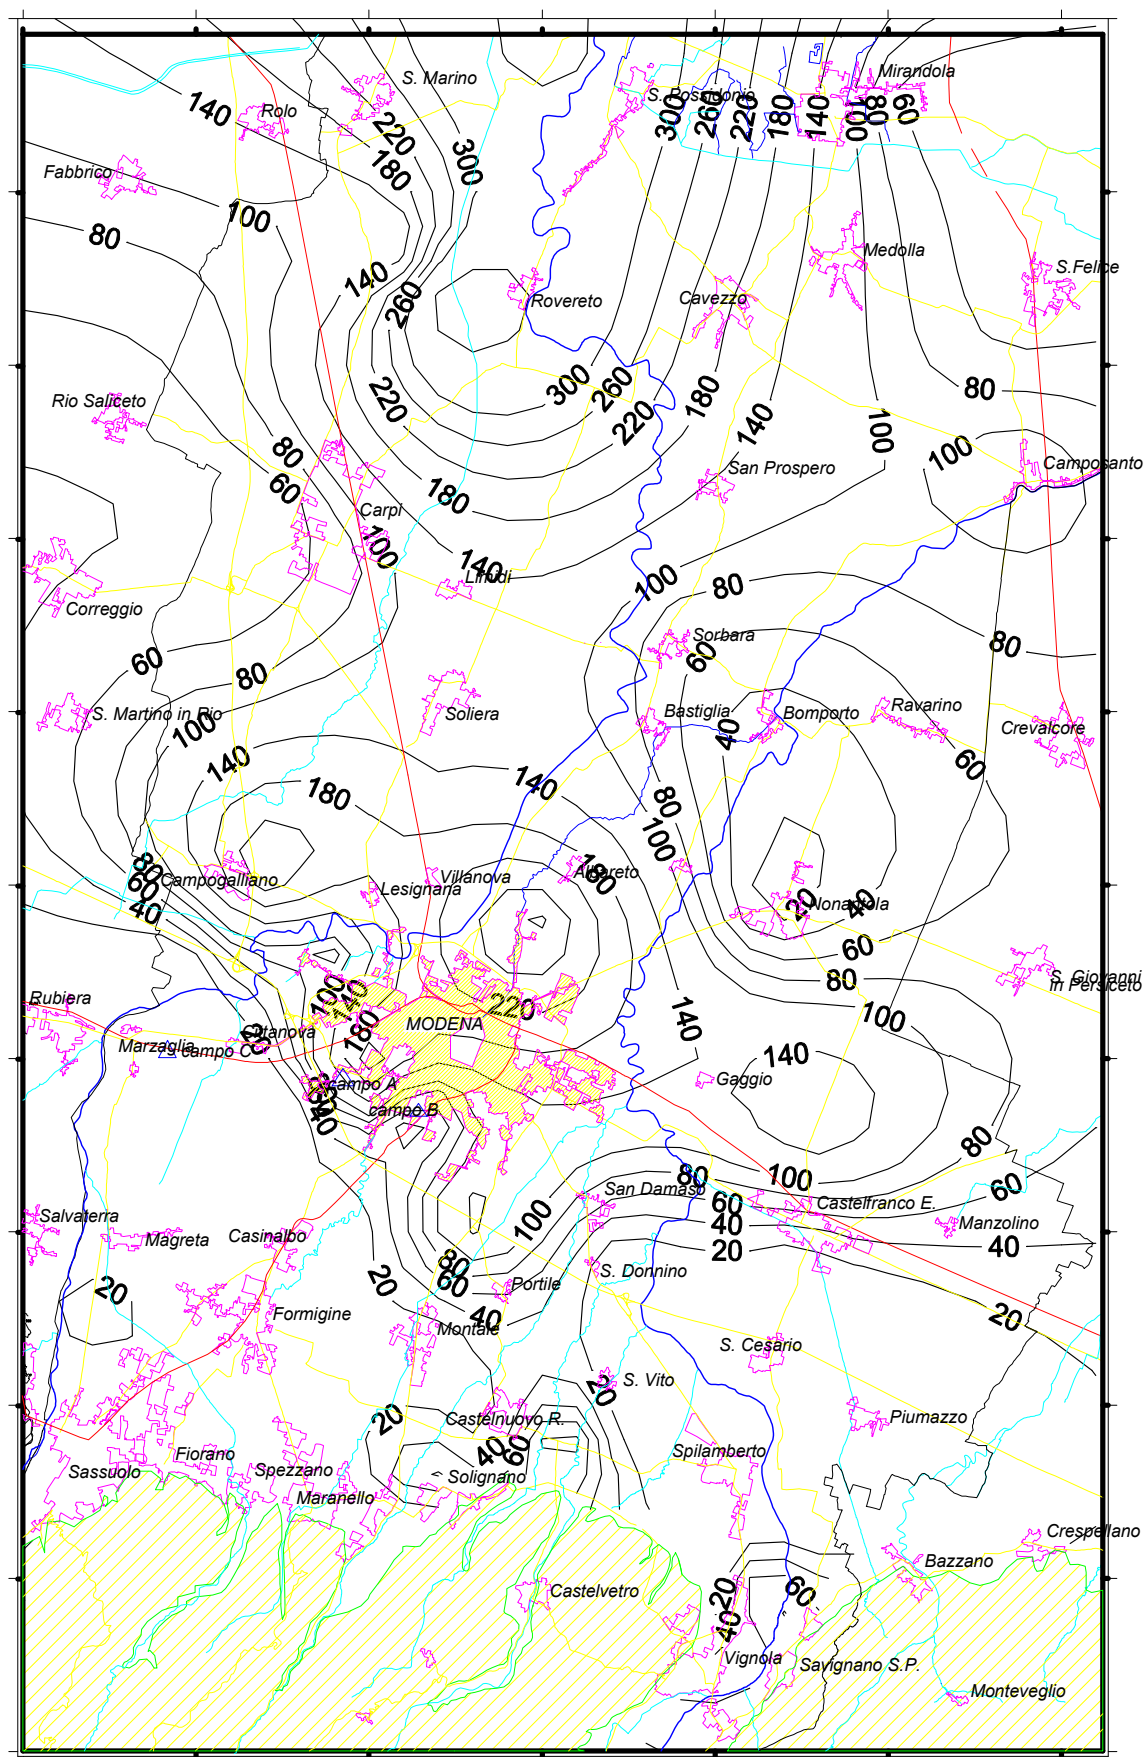 S. Marino
Mirandola
140
Rolo
220
S. Possidonio
300
260
220
180
140
100
80
60
Fabbrico
180
300
100
80
Medolla
S.Felice
140
260
Rovereto
Cavezzo
Rio Saliceto
220
300
260
220
180
140
80
100
80
60
100
Camposanto
180
San Prospero
Carpi
100
140
Limidi
Correggio
100
80
60
80
Sorbara
60
80
S. Martino in Rio
100
Soliera
Bastiglia
40
Bomporto
Ravarino
Crevalcore
140
180
140
80
60
100
80
60
40
Campogalliano
Lesignana
Villanova
Albareto
180
20
40
Nonantola
60
80
S. Giovanni
in Persiceto
Rubiera
100
140
180
220
MODENA
140
100
Marzaglia
campo C
Cittanova
20
140
campo A
campo B
60
40
Gaggio
140
80
100
80
60
40
20
San Damaso
Castelfranco E.
60
Manzolino
40
Salvaterra
Magreta
Casinalbo
100
80
60
40
20
Portile
S. Donnino
20
Formigine
Montale
20
S. Cesario
20
S. Vito
20
Castelnuovo R.
40
60
Piumazzo
Spilamberto
Sassuolo
Fiorano
Spezzano
Maranello
Solignano
Crespellano
Bazzano
Castelvetro
20
40
60
Vignola
Savignano S.P.
Monteveglio